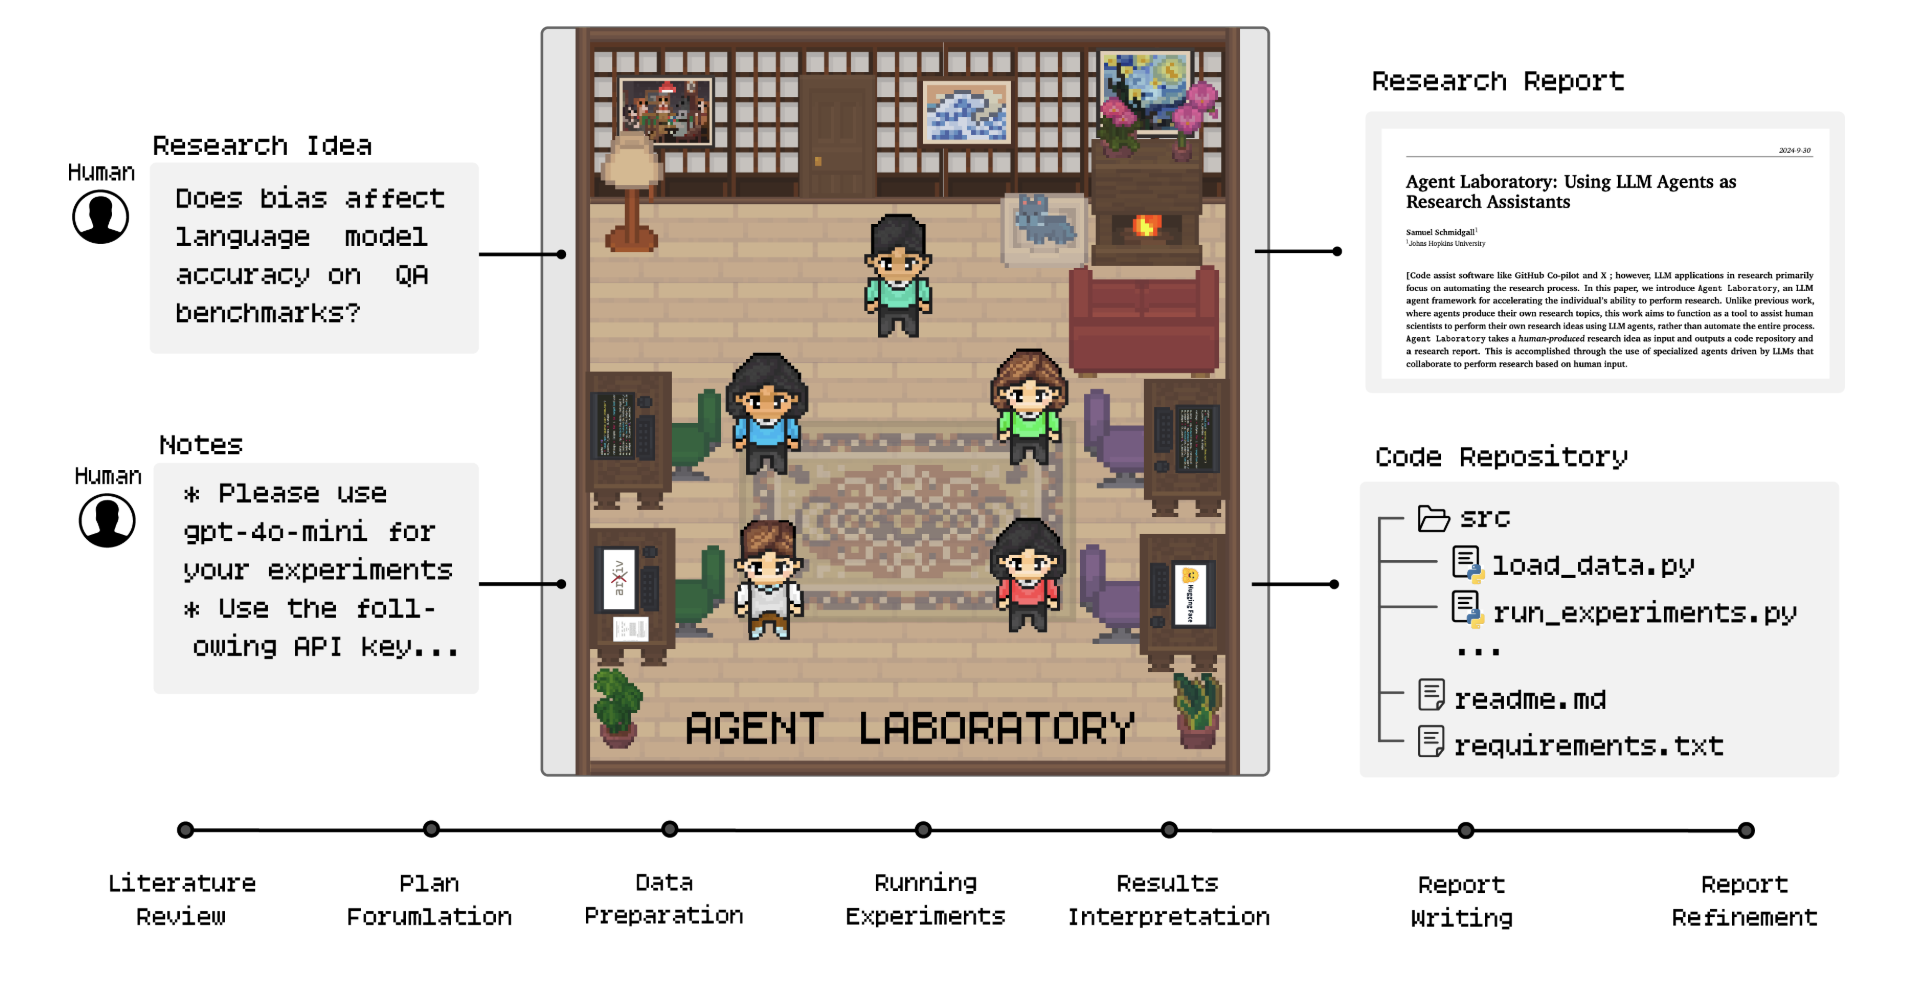 Research Idea
Human
Does bias affect
language model
accuracy on QA
benchmarks?
Notes
Human
* Please use
gpt-4o-mini for
your experiments
* Use the foll-
owing API key...
arXiv
Hugging Face
AGENT LABORATORY
Research Report
2024-9-30
Agent Laboratory: Using LLM Agents as
Research Assistants
Samuel Schmidgall1
1Johns Hopkins University
[Code assist software like GitHub Co-pilot and X ; however, LLM applications in research primarily
focus on automating the research process. In this paper, we introduce Agent Laboratory, an LLM
agent framework for accelerating the individual's ability to perform research. Unlike previous work,
where agents produce their own research topics, this work aims to function as a tool to assist human
scientists to perform their own research ideas using LLM agents, rather than automate the entire process.
Agent Laboratory takes a human-produced research idea as input and outputs a code repository and
a research report. This is accomplished through the use of specialized agents driven by LLMs that
collaborate to perform research based on human input.
Code Repository
src
load_data.py
run_experiments.py
...
readme.md
requirements.txt
Literature
Review
Plan
Forumlation
Data
Preparation
Running
Experiments
Results
Interpretation
Report
Writing
Report
Refinement